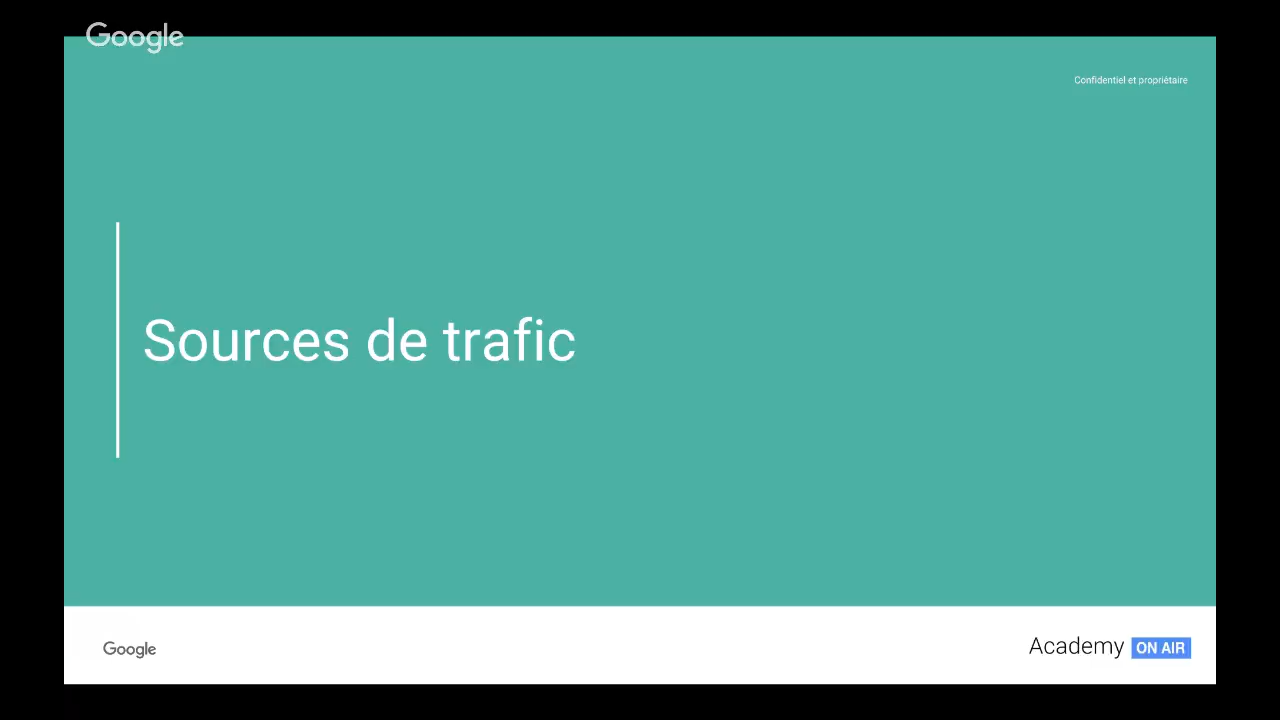 Google
Confidentiel et propriétaire
Sources de trafic
Google
Academy ON AIR